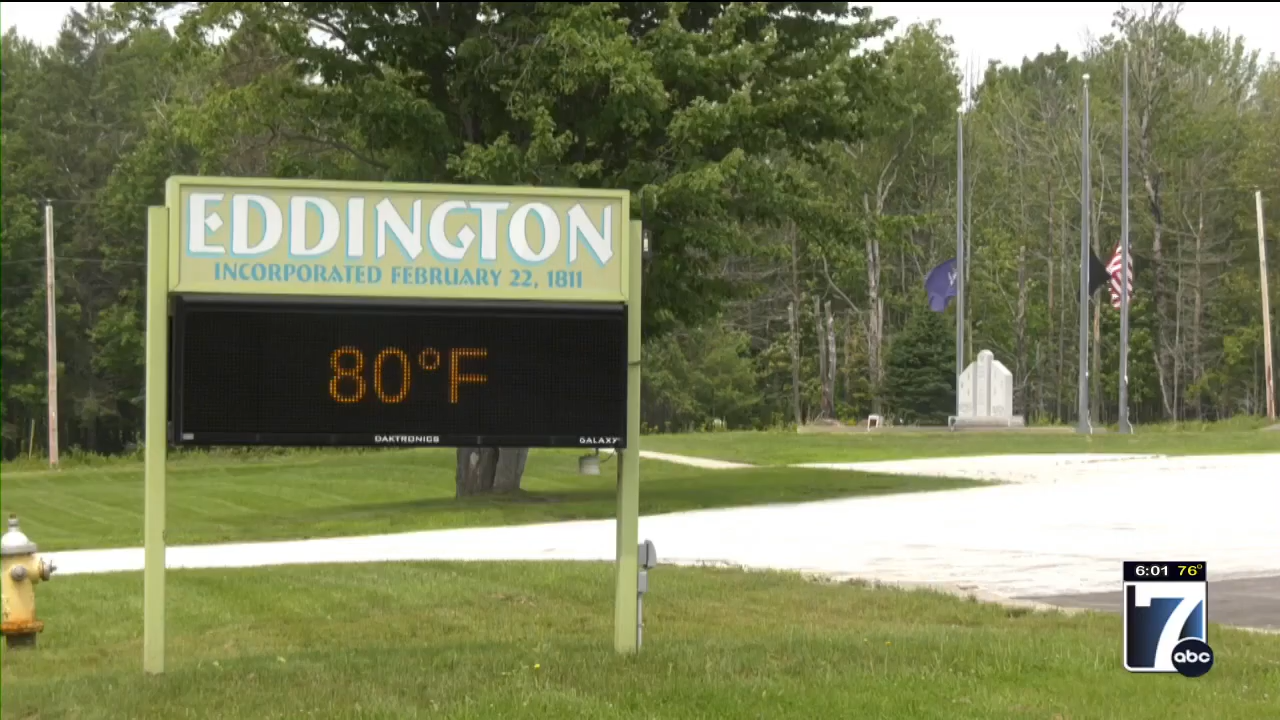 EDDINGTON
INCORPORATED FEBRUARY 22, 1811
80°F
DAKTRONICS GALAXY
6:01 76°
7
abc